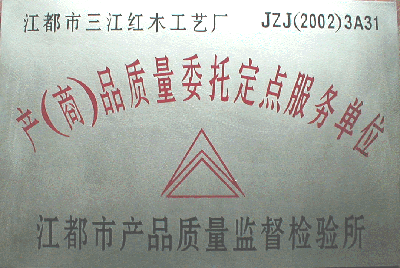 江都市三江红木工艺厂 JZJ(2002)3A31
产(商)品质量委托定点服务单位
江都市产品质量监督检验所